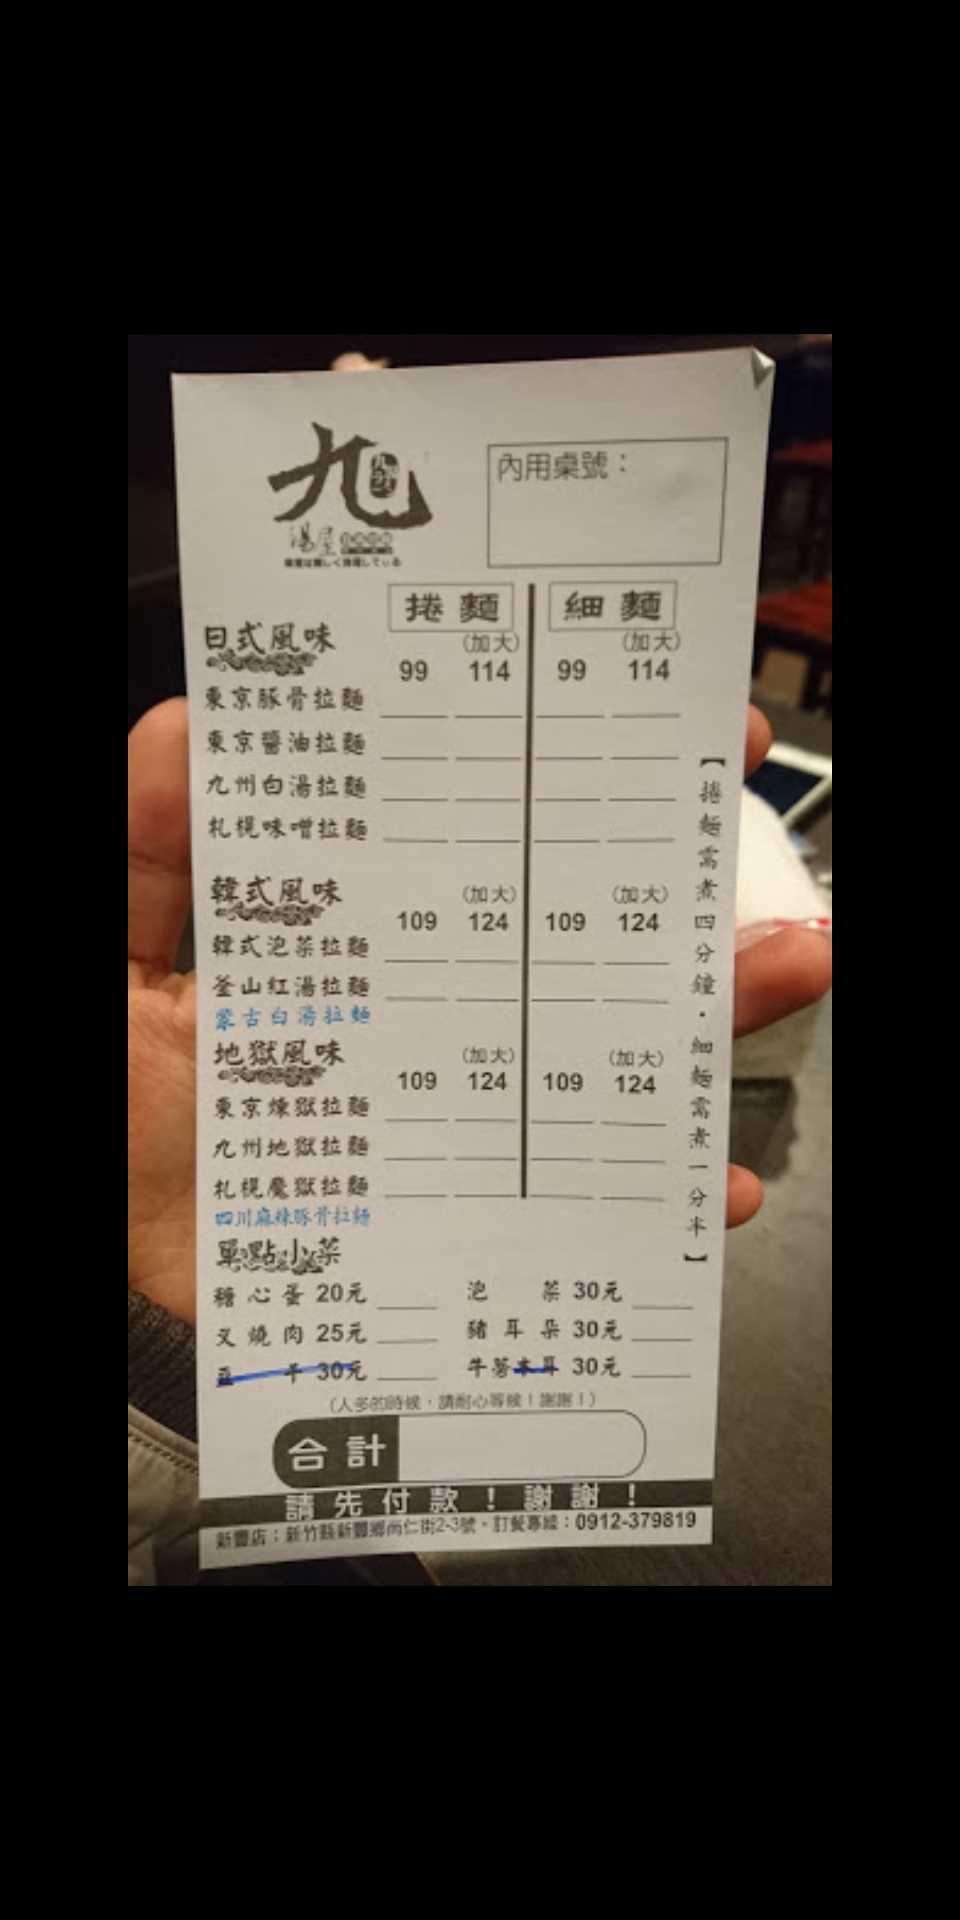 九
湯屋
內用桌號：
捲麵 細麵
日式風味 (加大) (加大)
99 114 99 114
東京豚骨拉麵
東京醬油拉麵
九州白湯拉麵
札幌味噌拉麵
韓式風味 (加大) (加大)
109 124 109 124
韓式泡菜拉麵
釜山紅湯拉麵
蒙古白湯拉麵
地獄風味 (加大) (加大)
109 124 109 124
東京煉獄拉麵
九州地獄拉麵
札幌魔獄拉麵
四川麻辣豚骨拉麵
【捲麵需煮四分鐘・細麵需煮一分半】
單點小菜
糖心蛋 20元 泡菜 30元
叉燒肉 25元 豬耳朵 30元
豆干 30元 牛蒡木耳 30元
(人多的時候，請耐心等候！謝謝！)
合計
請先付款！謝謝！
新豐店：新竹縣新豐鄉尚仁街2-3號・訂餐專線：0912-379819